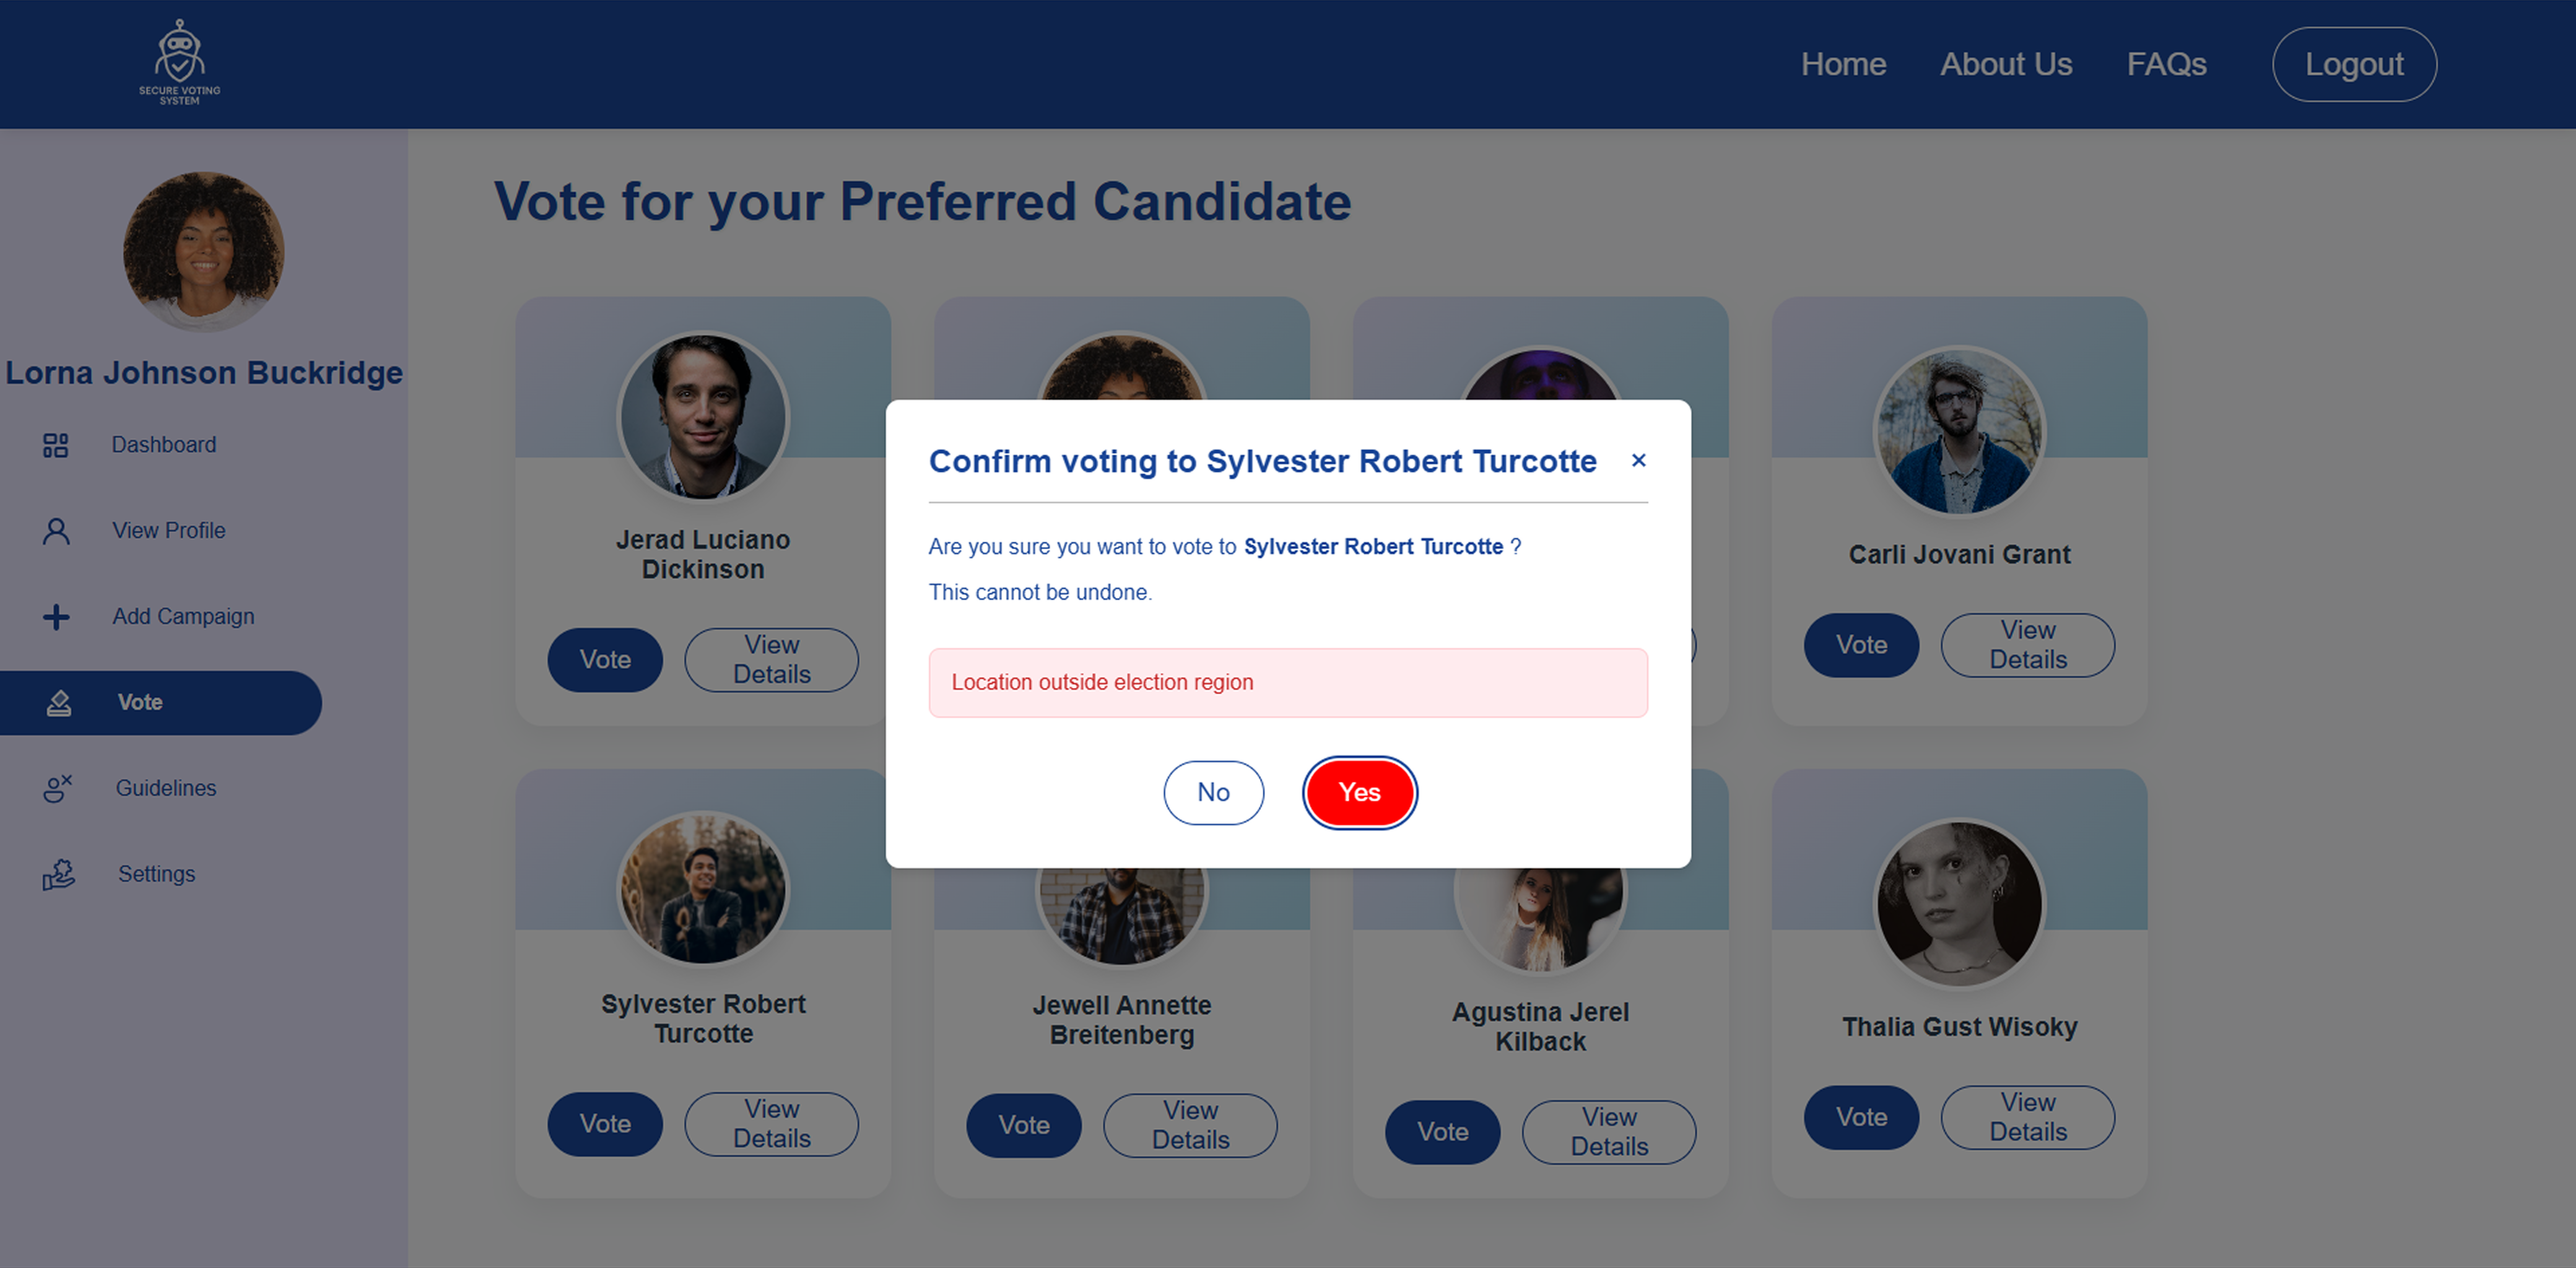 SECURE VOTING
SYSTEM
Home
About Us
FAQs
Logout
Lorna Johnson Buckridge
Dashboard
View Profile
Add Campaign
Vote
Guidelines
Settings
Vote for your Preferred Candidate
Jerad Luciano
Dickinson
Vote
View
Details
Carli Jovani Grant
Vote
View
Details
Confirm voting to Sylvester Robert Turcotte
×
Are you sure you want to vote to Sylvester Robert Turcotte ?
This cannot be undone.
Location outside election region
No
Yes
Sylvester Robert
Turcotte
Vote
View
Details
Jewell Annette
Breitenberg
Vote
View
Details
Agustina Jerel
Kilback
Vote
View
Details
Thalia Gust Wisoky
Vote
View
Details